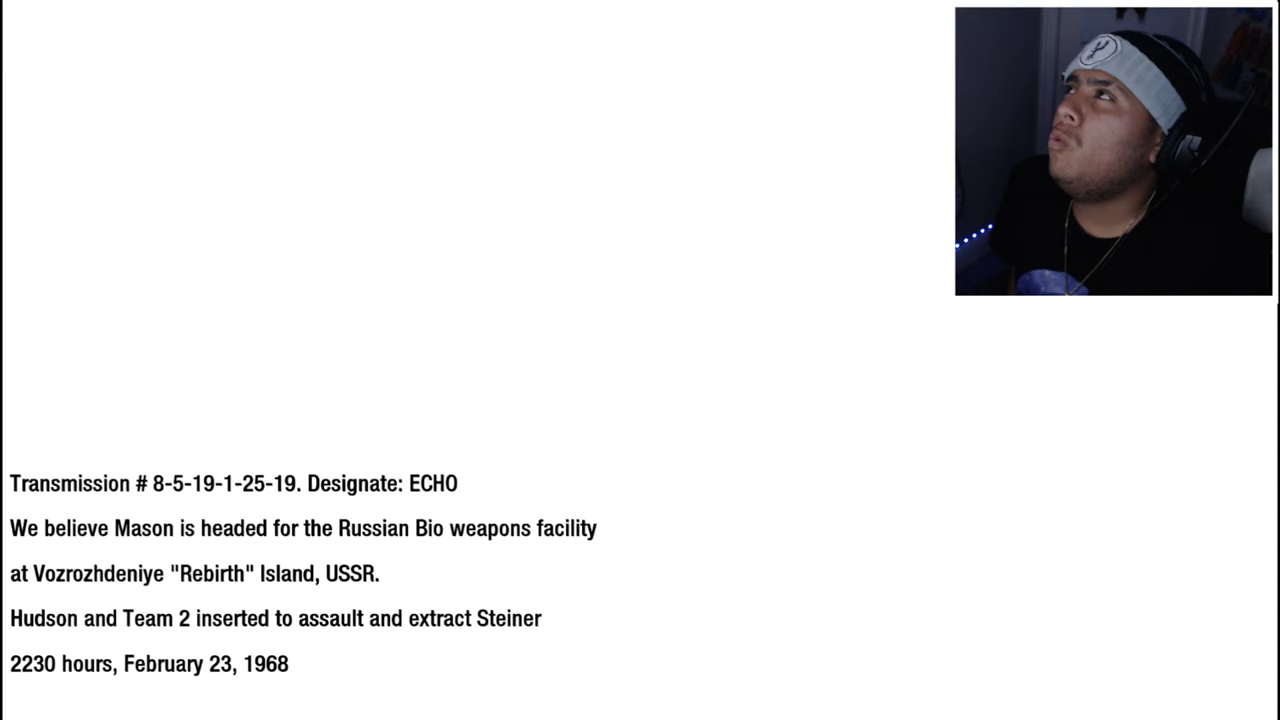 Transmission # 8-5-19-1-25-19. Designate: ECHO
We believe Mason is headed for the Russian Bio weapons facility
at Vozrozhdeniye "Rebirth" Island, USSR.
Hudson and Team 2 inserted to assault and extract Steiner
2230 hours, February 23, 1968